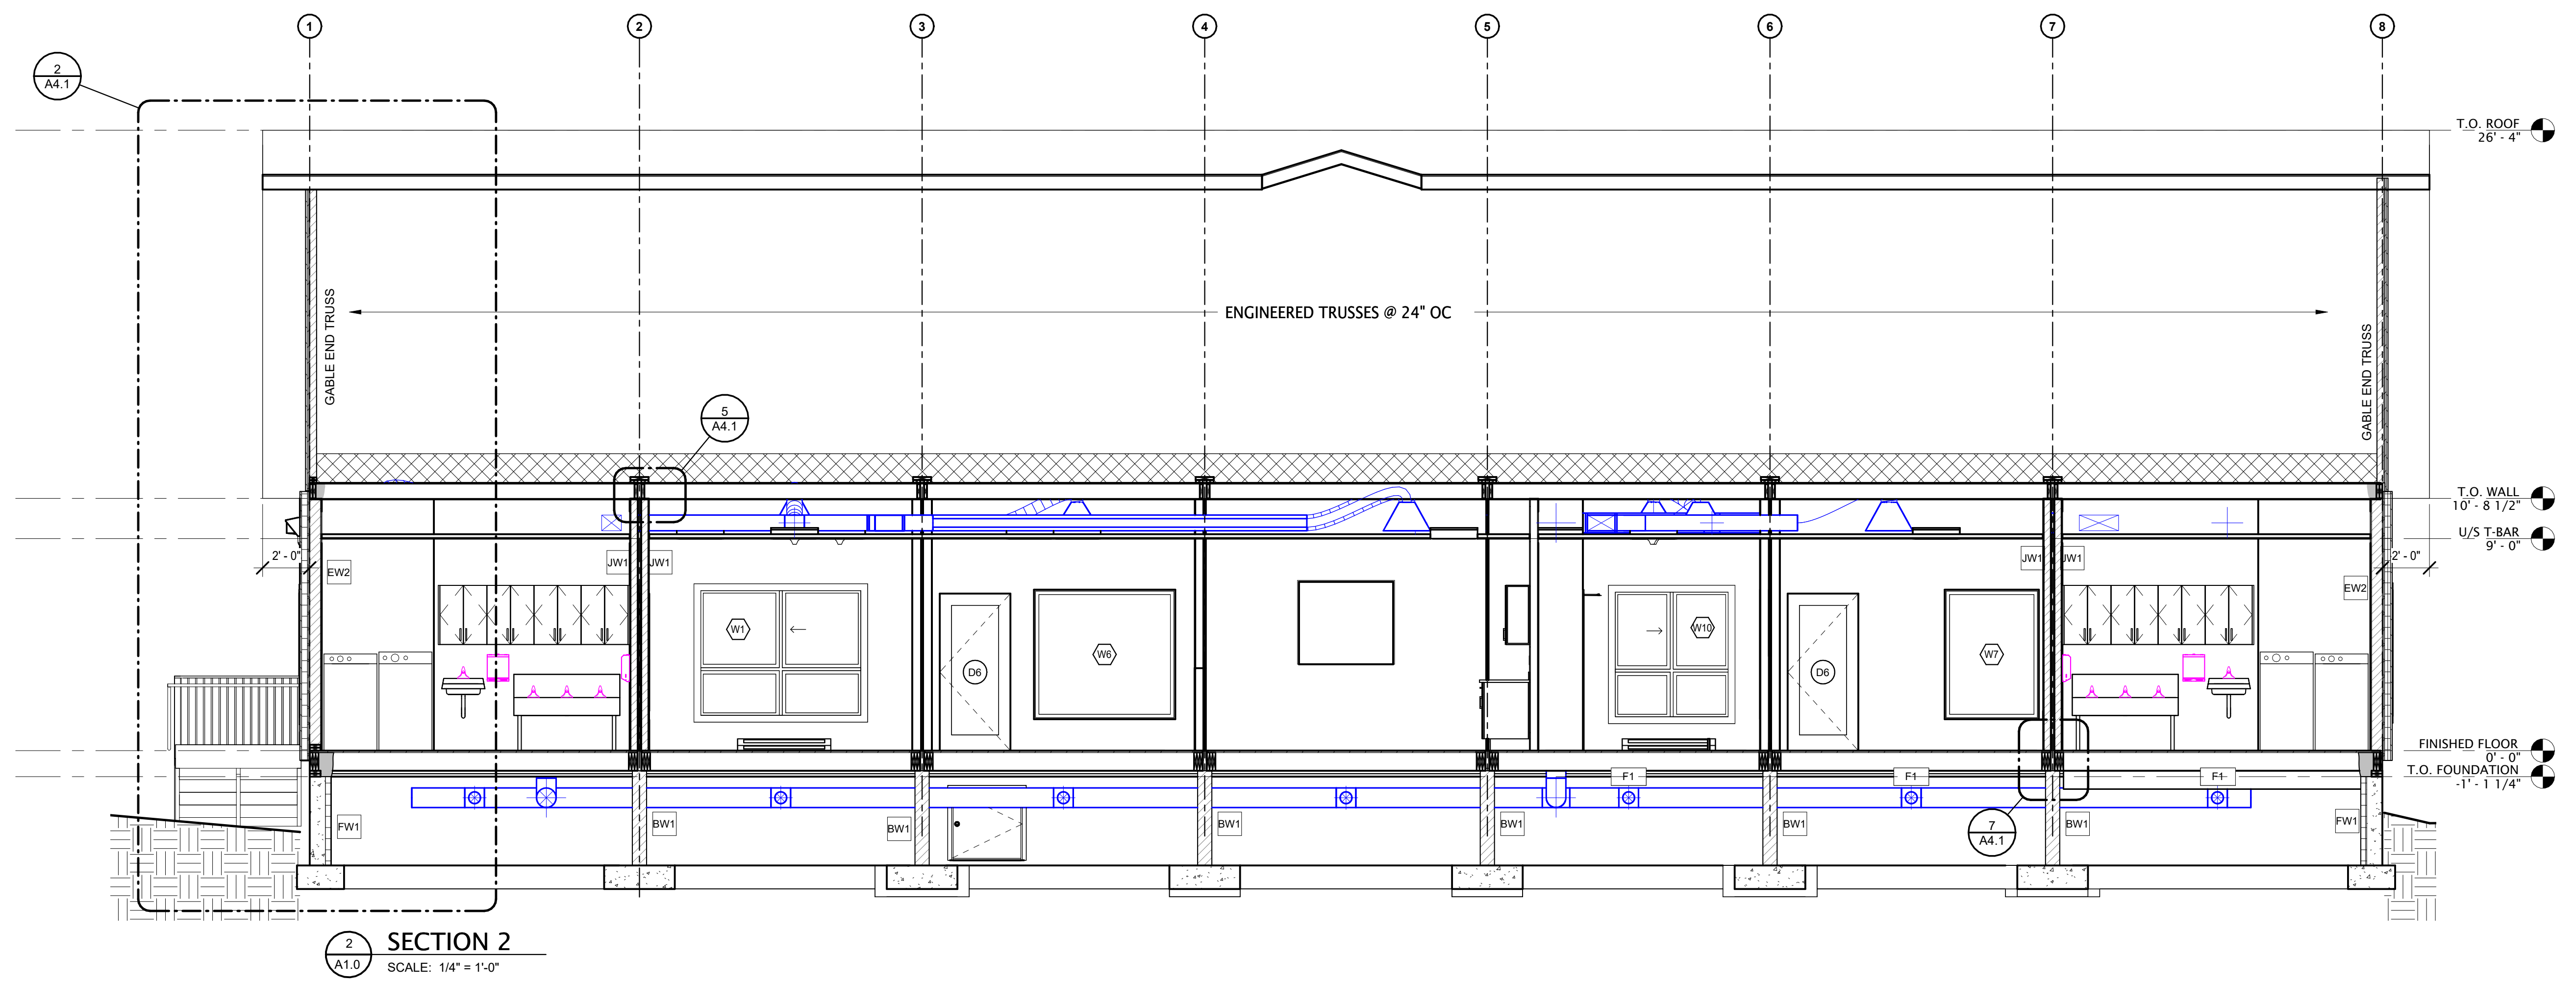 1 2 3 4 5 6 7 8
2
A4.1
T.O. ROOF
26' - 4"
GABLE END TRUSS
ENGINEERED TRUSSES @ 24" OC
GABLE END TRUSS
5
A4.1
T.O. WALL
10' - 8 1/2"
U/S T-BAR
9' - 0"
2' - 0"
2' - 0"
EW2
JW1
JW1
JW1
JW1
EW2
W1
W10
W6
W7
D6
D6
FINISHED FLOOR
0' - 0"
T.O. FOUNDATION
-1' - 1 1/4"
F1
F1
F1
FW1
BW1
BW1
BW1
BW1
BW1
BW1
FW1
7
A4.1
2
A1.0
SECTION 2
SCALE: 1/4" = 1'-0"